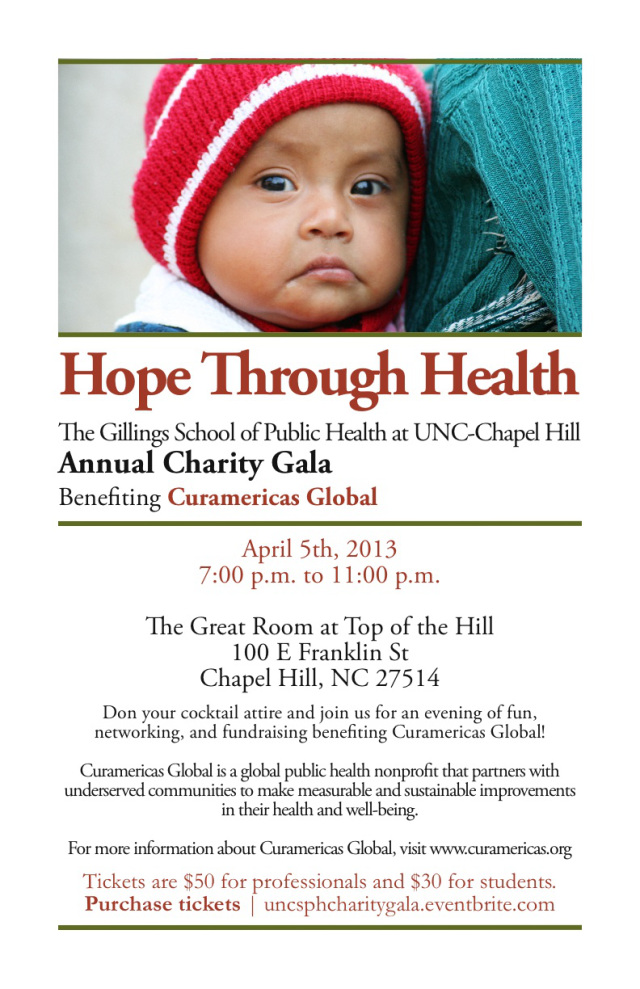 Hope Through Health
The Gillings School of Public Health at UNC-Chapel Hill
Annual Charity Gala
Benefiting Curamericas Global
April 5th, 2013
7:00 p.m. to 11:00 p.m.
The Great Room at Top of the Hill
100 E Franklin St
Chapel Hill, NC 27514
Don your cocktail attire and join us for an evening of fun,
networking, and fundraising benefiting Curamericas Global!
Curamericas Global is a global public health nonprofit that partners with
underserved communities to make measurable and sustainable improvements
in their health and well-being.
For more information about Curamericas Global, visit www.curamericas.org
Tickets are $50 for professionals and $30 for students.
Purchase tickets | uncsphcharitygala.eventbrite.com